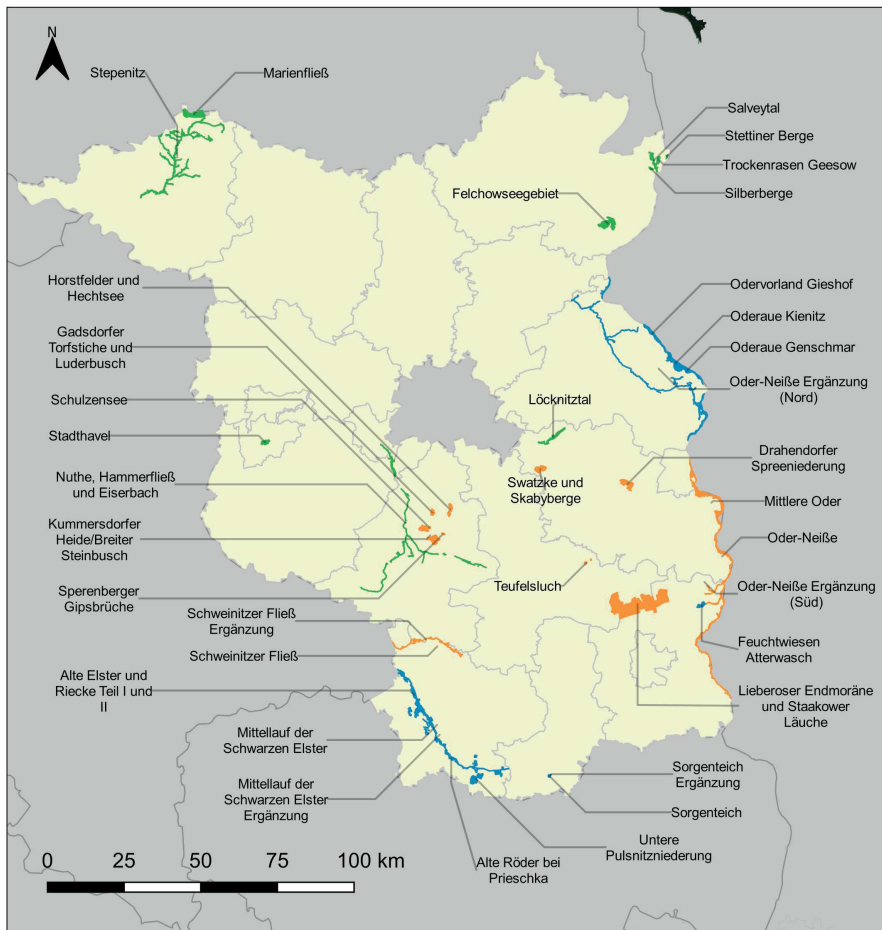 N
Stepenitz
Marienfließ
Salveytal
Stettiner Berge
Trockenrasen Geesow
Silberberge
Felchowseegebiet
Horstfelder und
Hechtsee
Gadsdorfer
Torfstiche und
Luderbusch
Schulzensee
Stadthavel
Nuthe, Hammerfließ
und Eiserbach
Kummersdorfer
Heide/Breiter
Steinbusch
Sperenberger
Gipsbrüche
Odervorland Gieshof
Oderaue Kienitz
Oderaue Genschmar
Oder-Neiße Ergänzung
(Nord)
Löcknitztal
Swatzke und
Skabyberge
Drahendorfer
Spreeniederung
Mittlere Oder
Oder-Neiße
Teufelsluch
Oder-Neiße Ergänzung
(Süd)
Feuchtwiesen
Atterwasch
Lieberoser Endmoräne
und Staakower
Läuche
Schweinitzer Fließ
Ergänzung
Schweinitzer Fließ
Alte Elster und
Riecke Teil I und
II
Mittellauf der
Schwarzen Elster
Mittellauf der
Schwarzen Elster
Ergänzung
Sorgenteich
Ergänzung
Sorgenteich
Untere
Pulsnitzniederung
Alte Röder bei
Prieschka
0 25 50 75 100 km